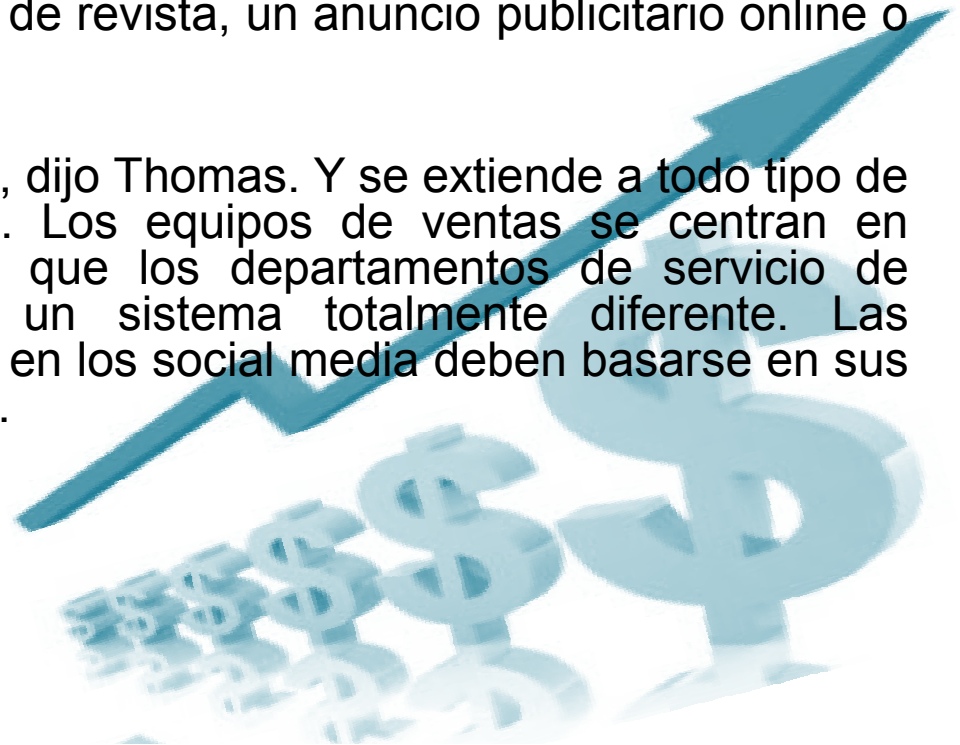 de revista, un anuncio publicitario online o
, dijo Thomas. Y se extiende a todo tipo de
. Los equipos de ventas se centran en
que los departamentos de servicio de
un sistema totalmente diferente. Las
en los social media deben basarse en sus
.